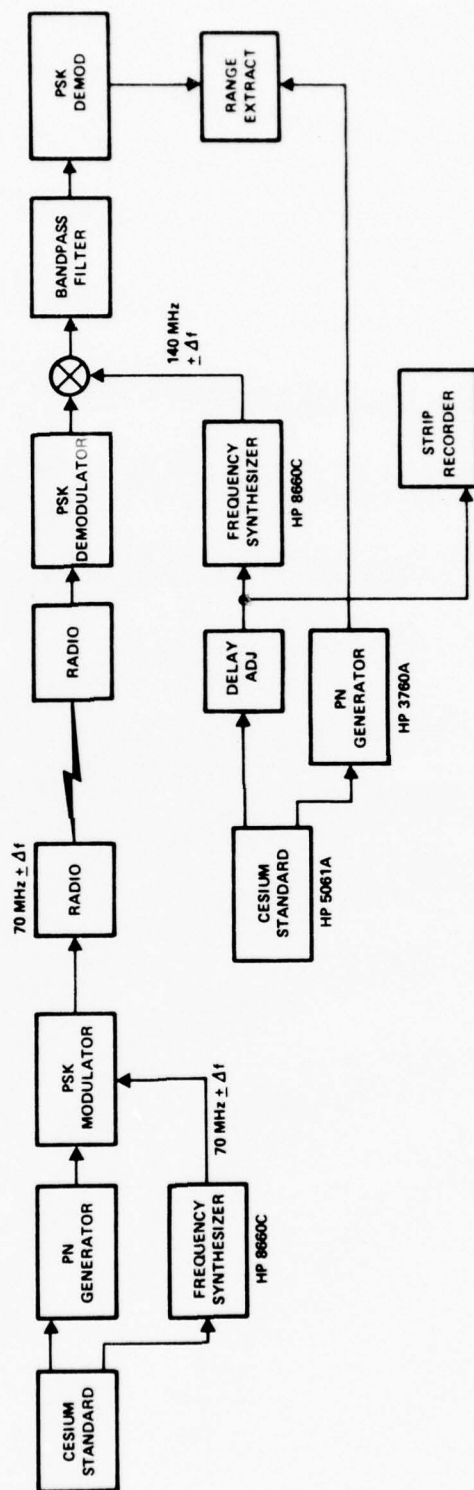 CESIUM
STANDARD
PN
GENERATOR
FREQUENCY
SYNTHESIZER
HP 8660C
70 MHz ± Δf
PSK
MODULATOR
70 MHz ± Δf
RADIO
RADIO
PSK
DEMODULATOR
BANDPASS
FILTER
PSK
DEMOD
RANGE
EXTRACT
CESIUM
STANDARD
HP 5061A
DELAY
ADJ
FREQUENCY
SYNTHESIZER
HP 8660C
140 MHz
± Δf
PN
GENERATOR
HP 3760A
STRIP
RECORDER